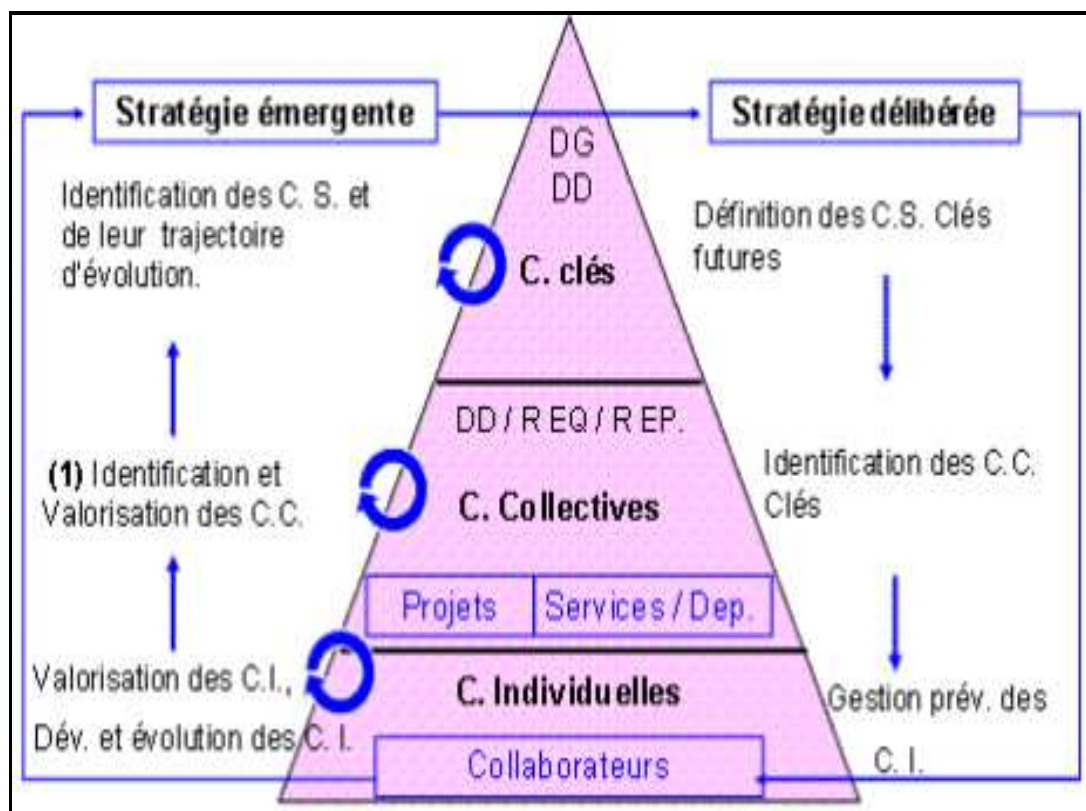 Stratégie émergente
Stratégie délibérée
DG
DD
C. clés
Identification des C. S. et
de leur trajectoire
d'évolution.
Définition des C.S. Clés
futures
DD / R EQ / R EP.
C. Collectives
(1) Identification et
Valorisation des C.C.
Identification des C.C.
Clés
Projets
Services / Dep.
C. Individuelles
Valorisation des C.I.,
Dév. et évolution des C. I.
Gestion prév. des
C. I.
Collaborateurs